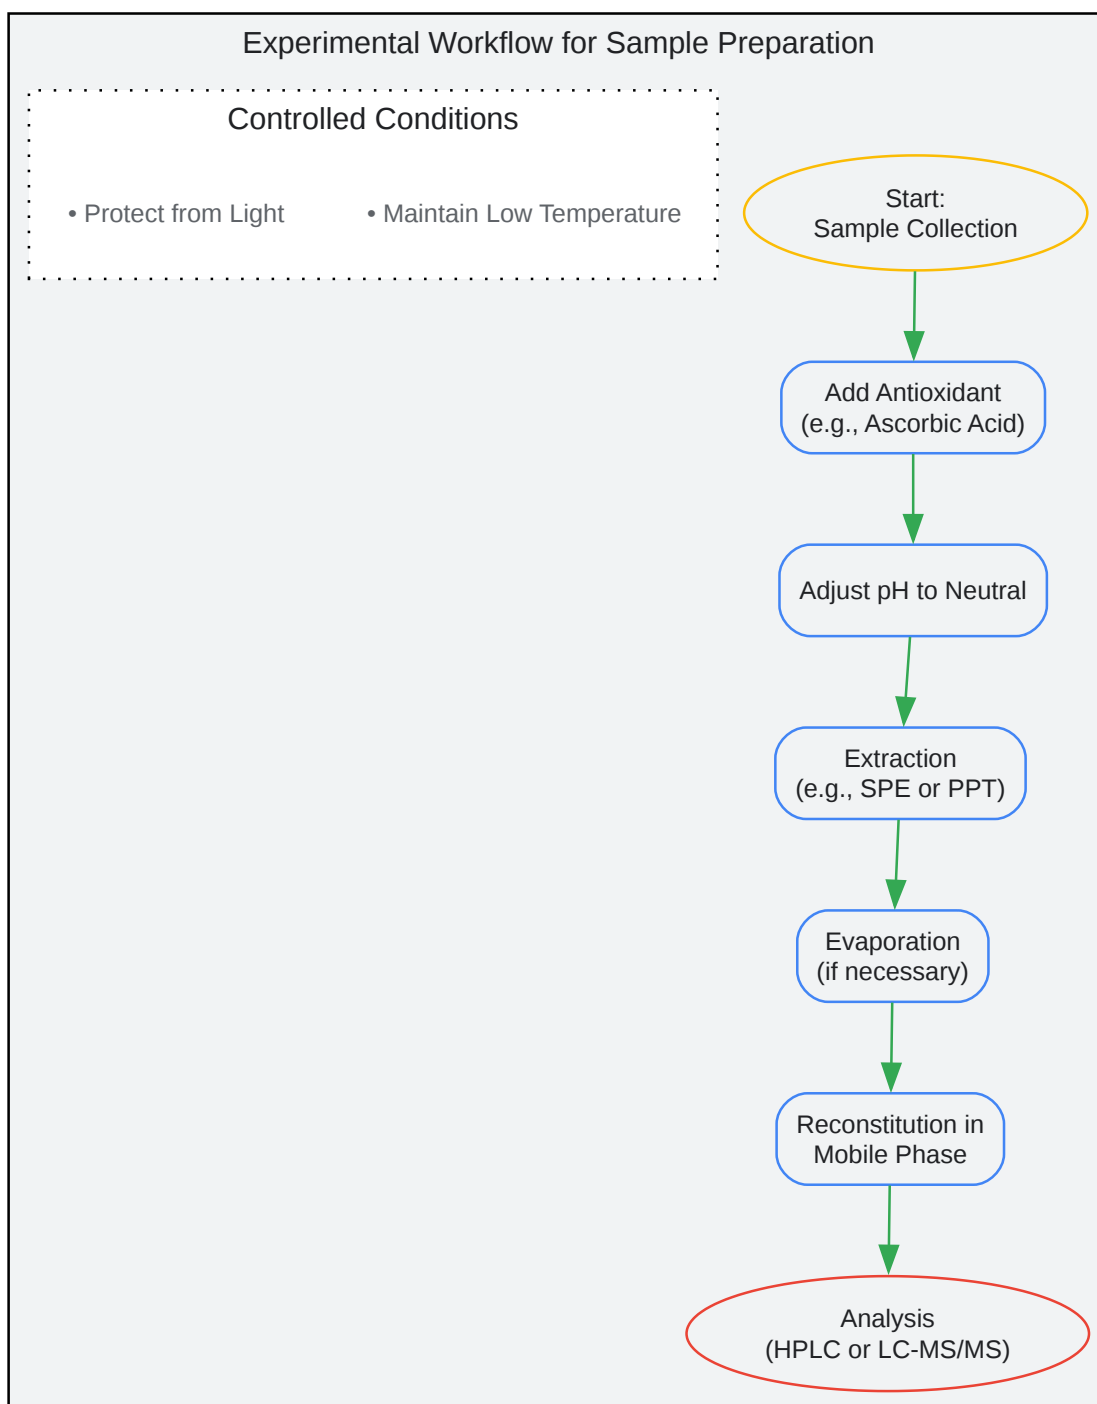 Experimental Workflow for Sample Preparation
Controlled Conditions
• Protect from Light
• Maintain Low Temperature
Start:
Sample Collection
Add Antioxidant
(e.g., Ascorbic Acid)
Adjust pH to Neutral
Extraction
(e.g., SPE or PPT)
Evaporation
(if necessary)
Reconstitution in
Mobile Phase
Analysis
(HPLC or LC-MS/MS)